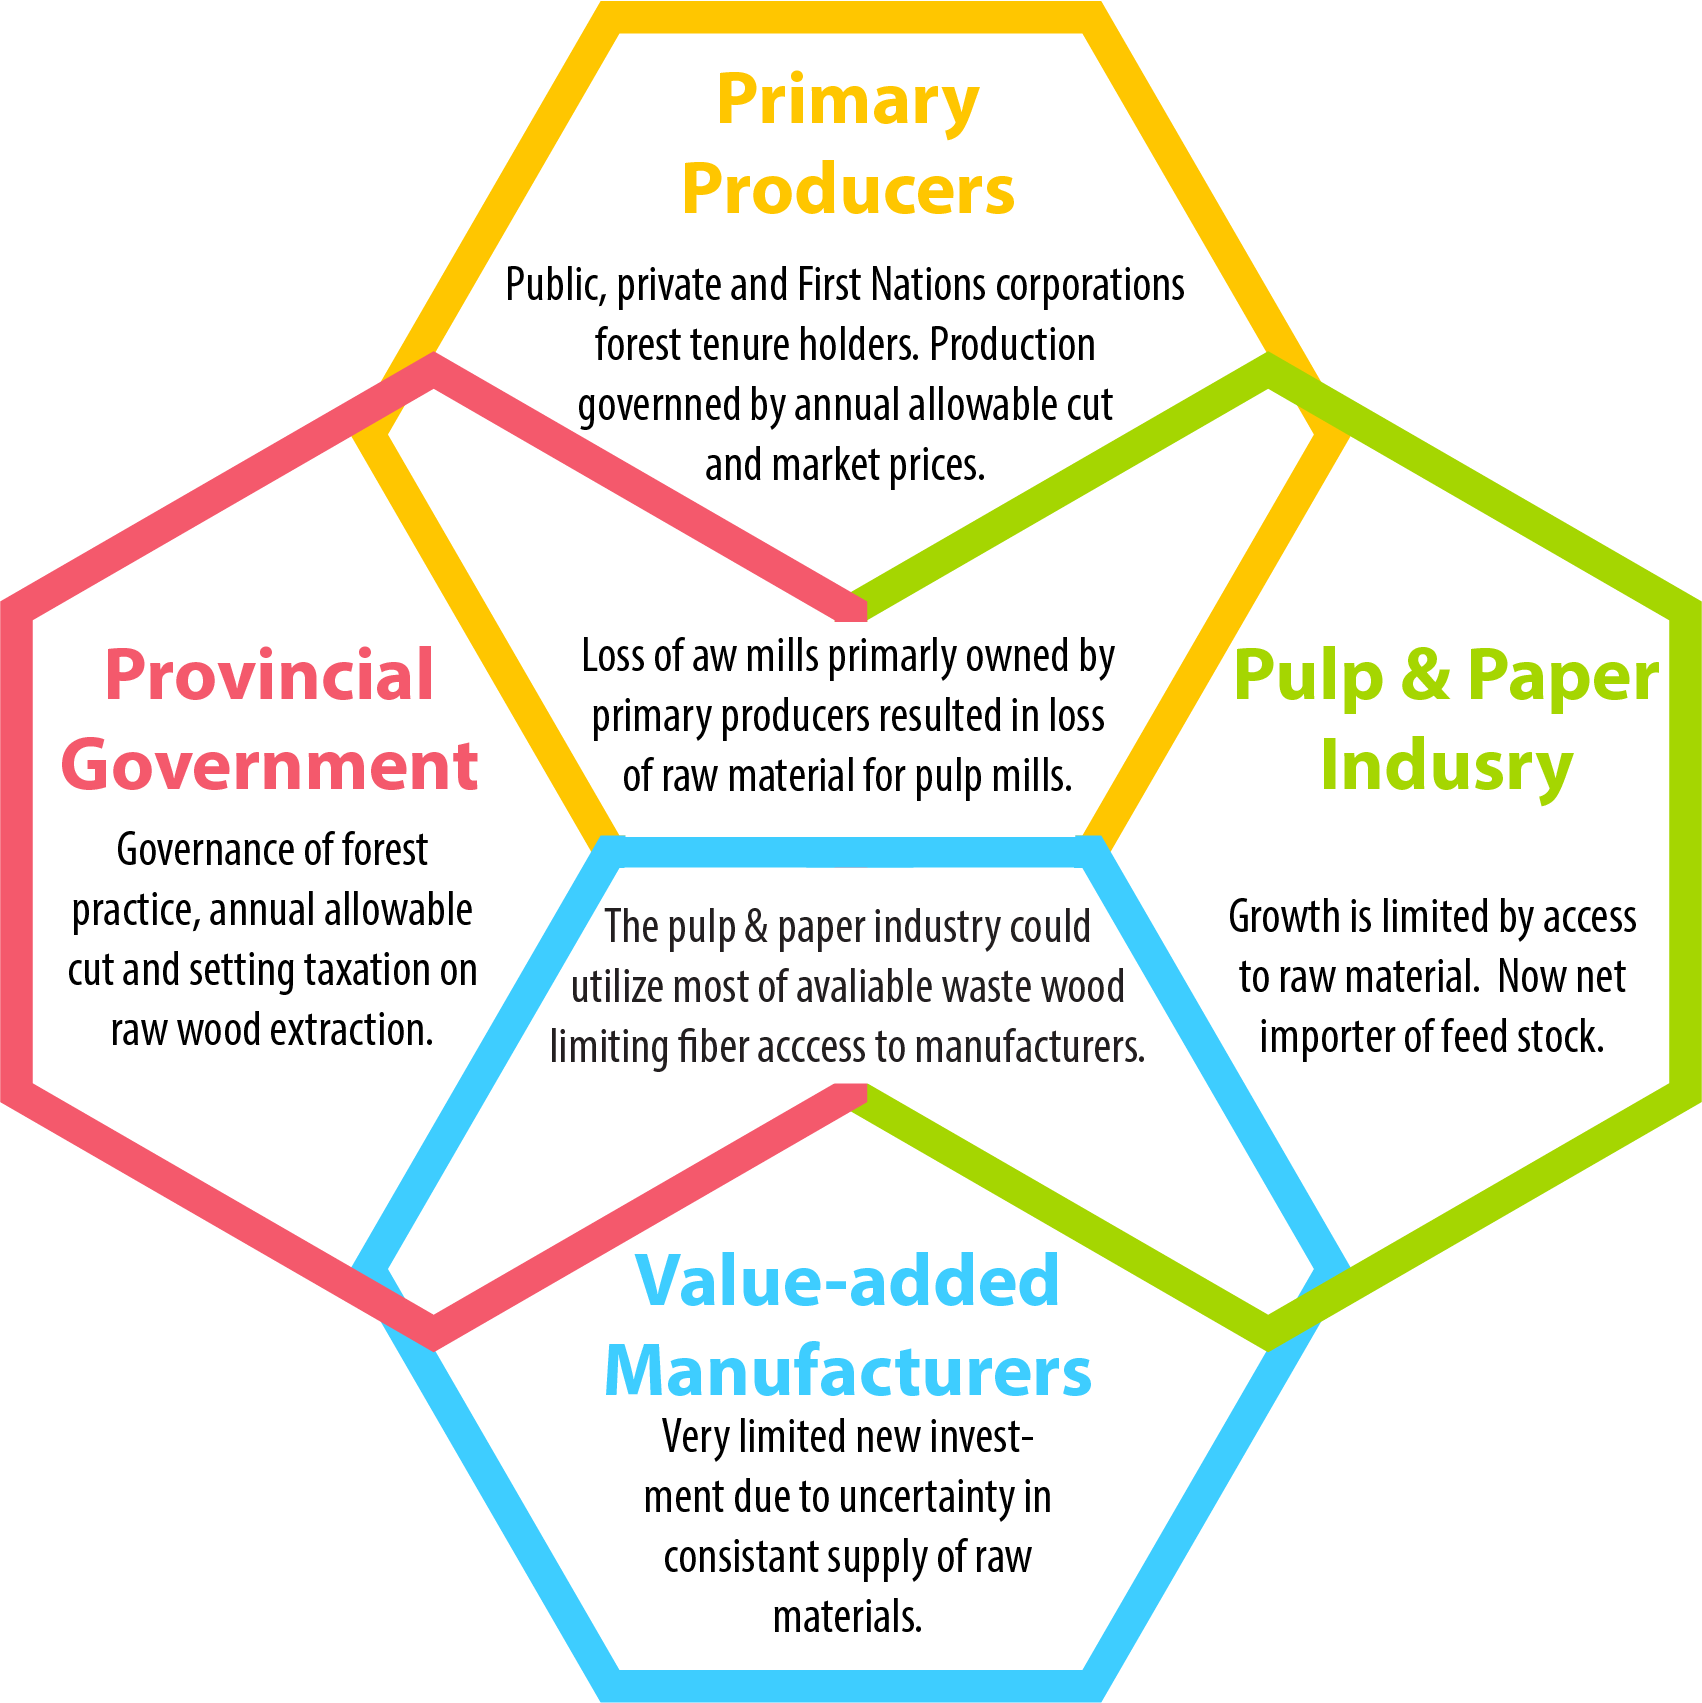 Primary
Producers
Public, private and First Nations corporations
forest tenure holders. Production
governned by annual allowable cut
and market prices.
Provincial
Government
Governance of forest
practice, annual allowable
cut and setting taxation on
raw wood extraction.
Loss of aw mills primarly owned by
primary producers resulted in loss
of raw material for pulp mills.
The pulp & paper industry could
utilize most of avaliable waste wood
limiting fiber acccess to manufacturers.
Pulp & Paper
Indusry
Growth is limited by access
to raw material. Now net
importer of feed stock.
Value-added
Manufacturers
Very limited new invest-
ment due to uncertainty in
consistant supply of raw
materials.